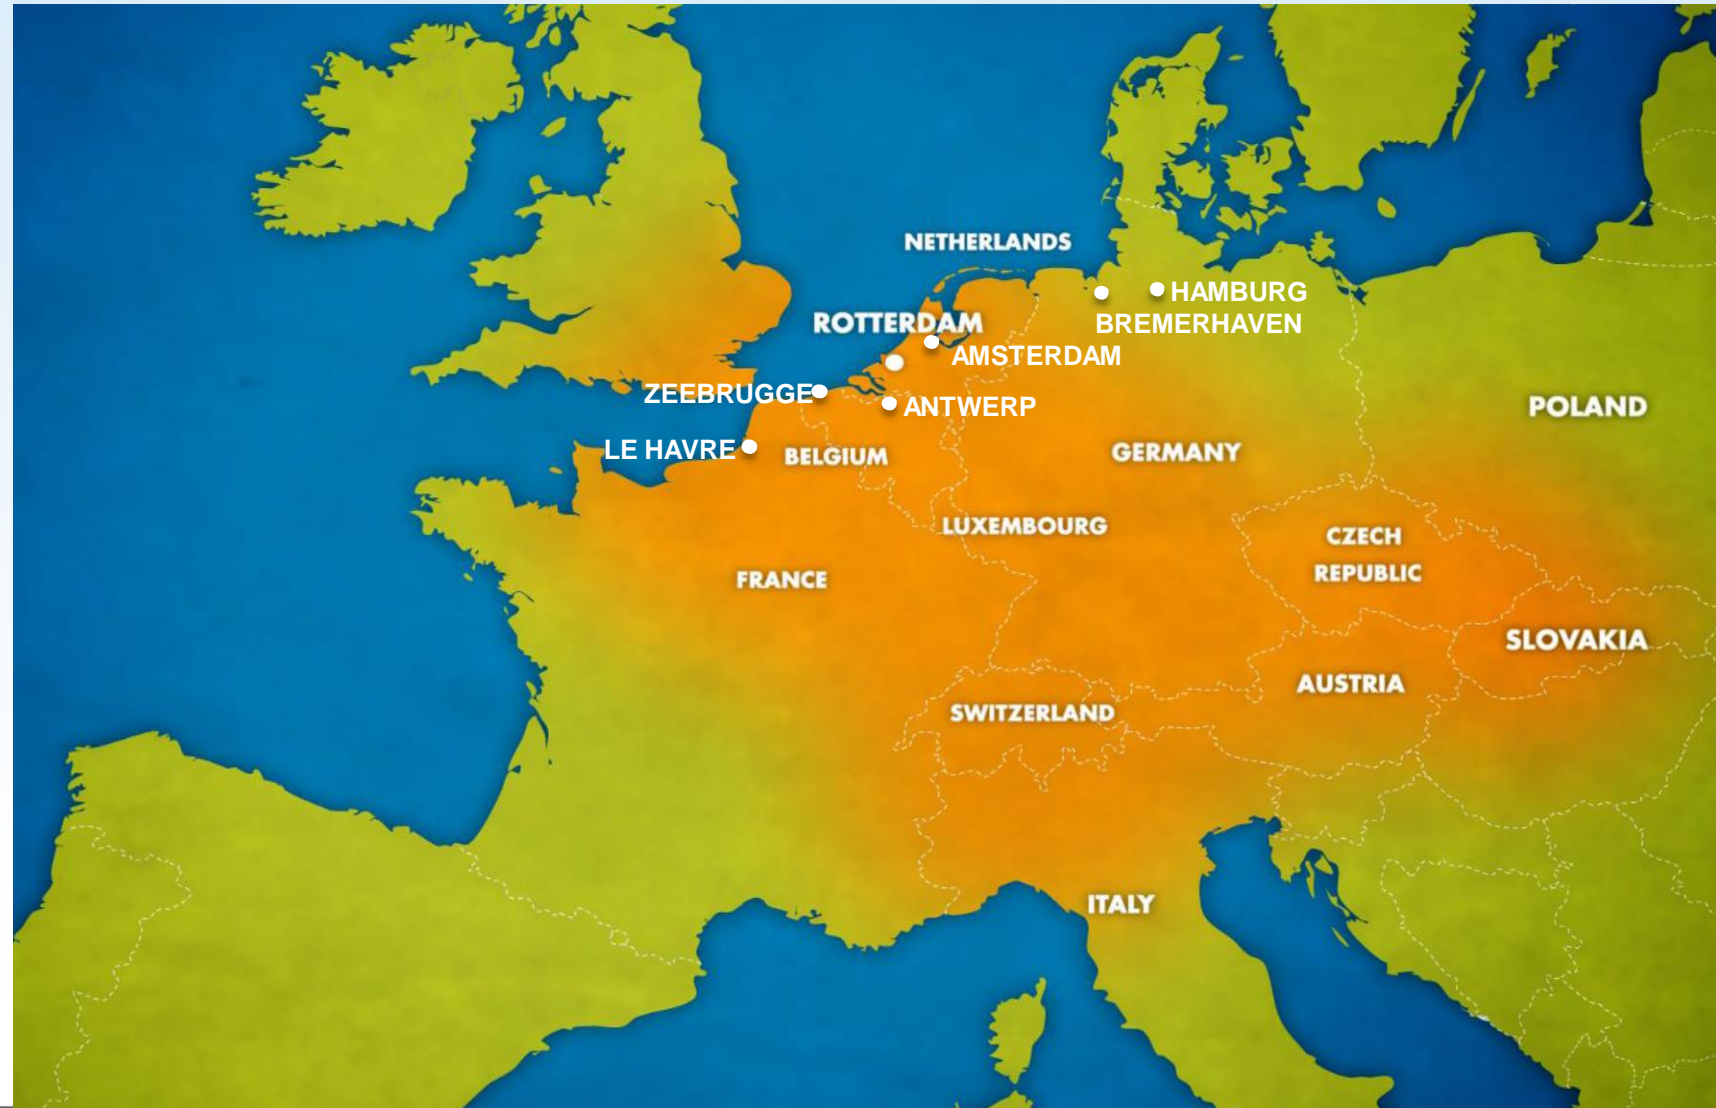 NETHERLANDS
HAMBURG
ROTTERDAM
BREMERHAVEN
AMSTERDAM
ZEEBRUGGE
ANTWERP
POLAND
LE HAVRE
BELGIUM
GERMANY
LUXEMBOURG
CZECH
REPUBLIC
FRANCE
SLOVAKIA
AUSTRIA
SWITZERLAND
ITALY